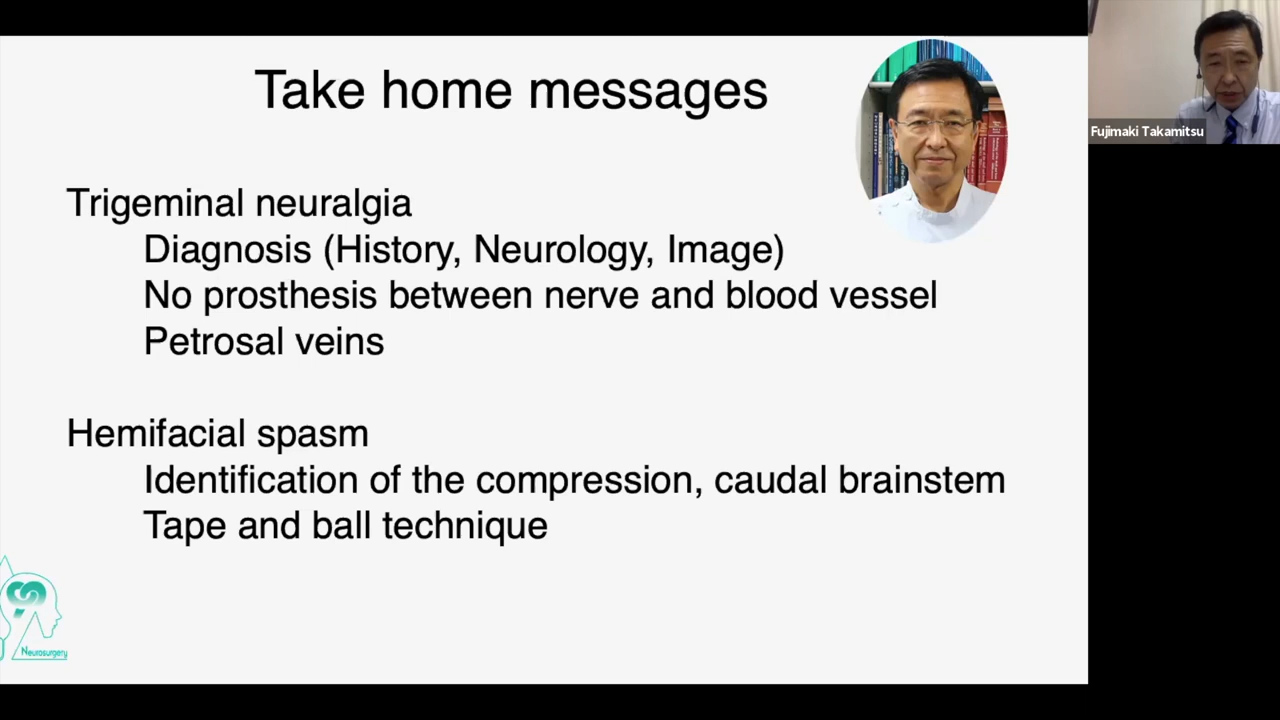 Take home messages
Fujimaki Takamitsu
Trigeminal neuralgia
Diagnosis (History, Neurology, Image)
No prosthesis between nerve and blood vessel
Petrosal veins
Hemifacial spasm
Identification of the compression, caudal brainstem
Tape and ball technique
Neurosurgery